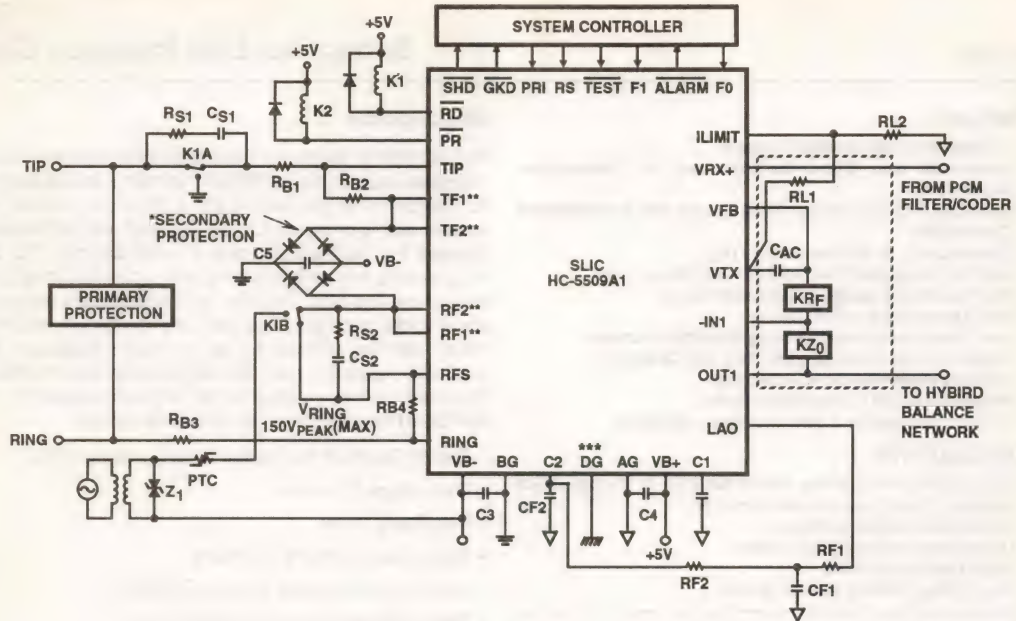 SYSTEM CONTROLLER
+5V
+5V
K1
K2
SHD GKD PRI RS TEST F1 ALARM F0
RD
PR
RS1 CS1
K1A
TIP
RB1
RB2
TIP
TF1**
TF2**
*SECONDARY PROTECTION
C5
VB-
PRIMARY PROTECTION
KIB
RF2**
RF1**
RS2
CS2
RFS
VRING
150VPEAK(MAX)
RB4
RING
RB3
RING
PTC
Z1
SLIC
HC-5509A1
ILIMIT
RL2
VRX+
FROM PCM
FILTER/CODER
RL1
VFB
CAC
VTX
KRF
-IN1
KZ0
OUT1
TO HYBIRD
BALANCE
NETWORK
LAO
VB- BG C2 *** DG AG VB+ C1
C3
CF2
C4
+5V
RF2
RF1
CF1